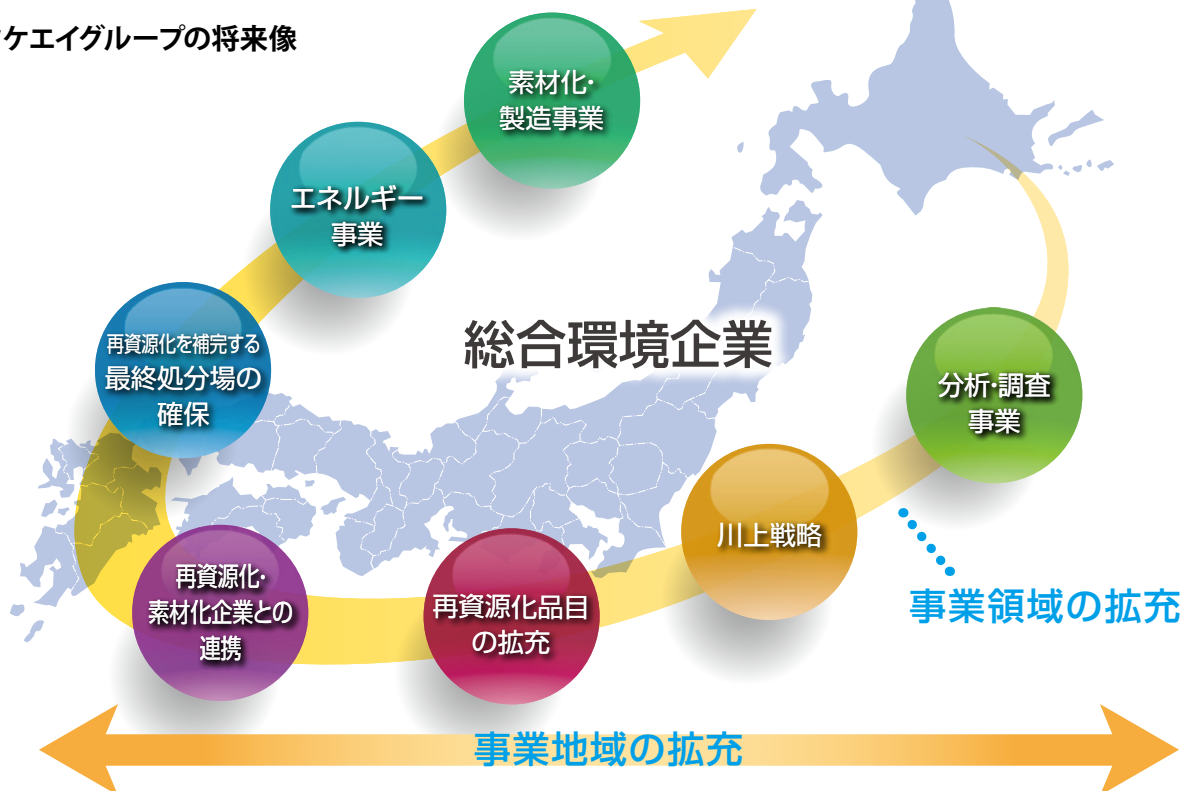 ケエイグループの将来像
素材化・
製造事業
エネルギー
事業
再資源化を補完する
最終処分場の
確保
総合環境企業
分析・調査
事業
川上戦略
再資源化・
素材化企業との
連携
再資源化品目
の拡充
事業領域の拡充
事業地域の拡充